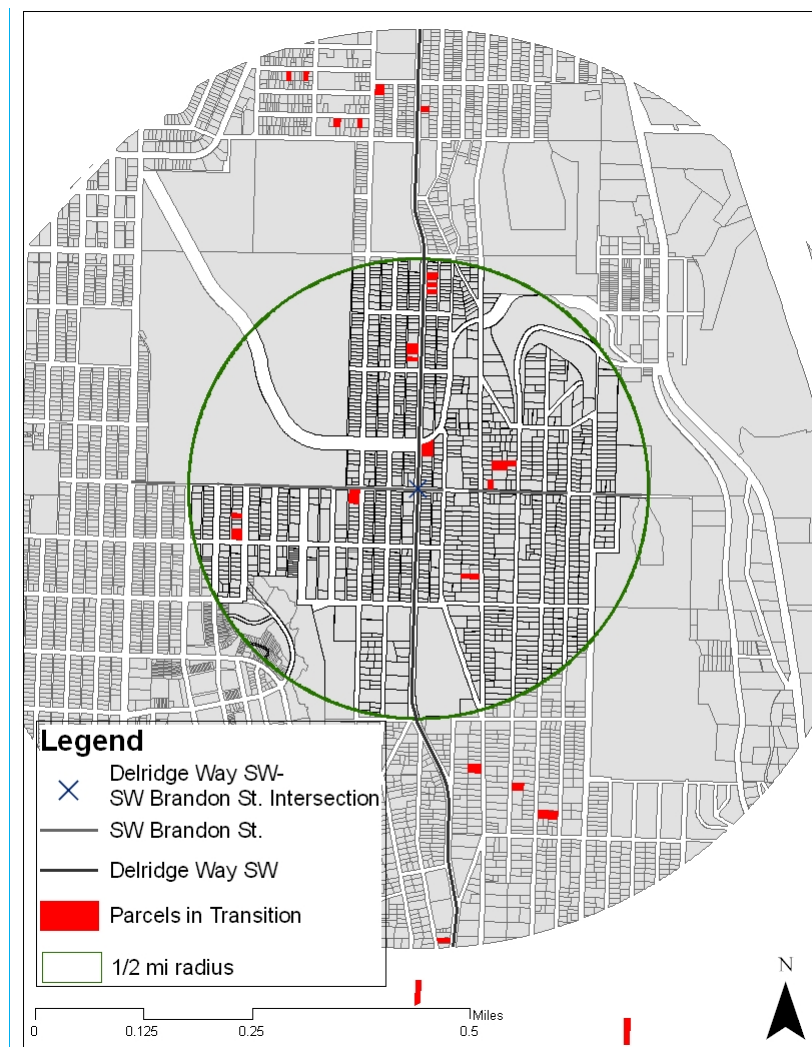 Legend
Delridge Way SW-
SW Brandon St. Intersection
SW Brandon St.
Delridge Way SW
Parcels in Transition
1/2 mi radius
N
Miles
0 0.125 0.25 0.5